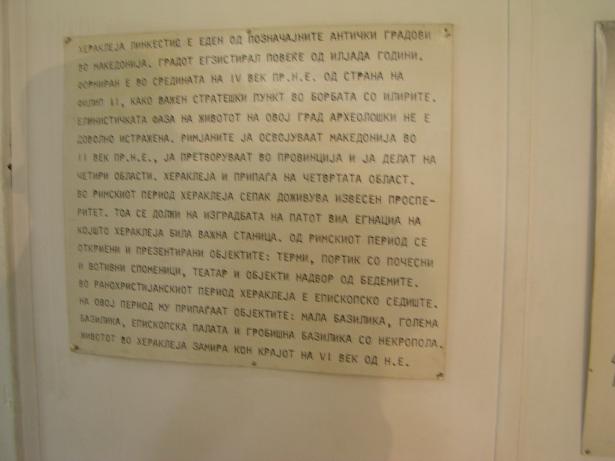 ХЕРАКЛЕЈА ЛИНКЕСТИС Е ЕДЕН ОД ПОЗНАЧАЈНИТЕ АНТИЧКИ ГРАДОВИ
ВО МАКЕДОНИЈА. ГРАДОТ ЕГЗИСТИРАЛ ПОВЕЌЕ ОД ИЛЈАДА ГОДИНИ.
ФОРМИРАН Е ВО СРЕДИНАТА НА IV ВЕК ПР.Н.Е. ОД СТРАНА НА
ФИЛИП II, КАКО ВАЖЕН СТРАТЕШКИ ПУНКТ ВО БОРБАТА СО ИЛИРИТЕ.
ЕЛИНИСТИЧКАТА ФАЗА НА ЖИВОТОТ НА ОВОЈ ГРАД АРХЕОЛОШКИ НЕ Е
ДОВОЛНО ИСТРАЖЕНА. РИМЈАНИТЕ ЈА ОСВОЈУВААТ МАКЕДОНИЈА ВО
II ВЕК ПР.Н.Е., ЈА ПРЕТВОРУВААТ ВО ПРОВИНЦИЈА И ЈА ДЕЛАТ НА
ЧЕТИРИ ОБЛАСТИ. ХЕРАКЛЕЈА И ПРИПАЃА НА ЧЕТВРТАТА ОБЛАСТ.
ВО РИМСКИОТ ПЕРИОД ХЕРАКЛЕЈА СЕПАК ДОЖИВУВА ИЗВЕСЕН ПРОСПЕ-
РИТЕТ. ТОА СЕ ДОЛЖИ НА ИЗГРАДБАТА НА ПАТОТ ВИА ЕГНАЦИА НА
КОЈШТО ХЕРАКЛЕЈА БИЛА ВАЖНА СТАНИЦА. ОД РИМСКИОТ ПЕРИОД СЕ
ОТКРИЕНИ И ПРЕЗЕНТИРАНИ ОБЈЕКТИТЕ: ТЕРМИ, ПОРТИК СО ПОЧЕСНИ
И ВОТИВНИ СПОМЕНИЦИ, ТЕАТАР И ОБЈЕКТИ НАДВОР ОД БЕДЕМИТЕ.
ВО РАНОХРИСТИЈАНСКИОТ ПЕРИОД ХЕРАКЛЕЈА Е ЕПИСКОПСКО СЕДИШТЕ.
НА ОВОЈ ПЕРИОД МУ ПРИПАЃААТ ОБЈЕКТИТЕ: МАЛА БАЗИЛИКА, ГОЛЕМА
БАЗИЛИКА, ЕПИСКОПСКА ПАЛАТА И ГРОБИШНА БАЗИЛИКА СО НЕКРОПОЛА.
ЖИВОТОТ ВО ХЕРАКЛЕЈА ЗАМИРА КОН КРАЈОТ НА VI ВЕК ОД Н.Е.